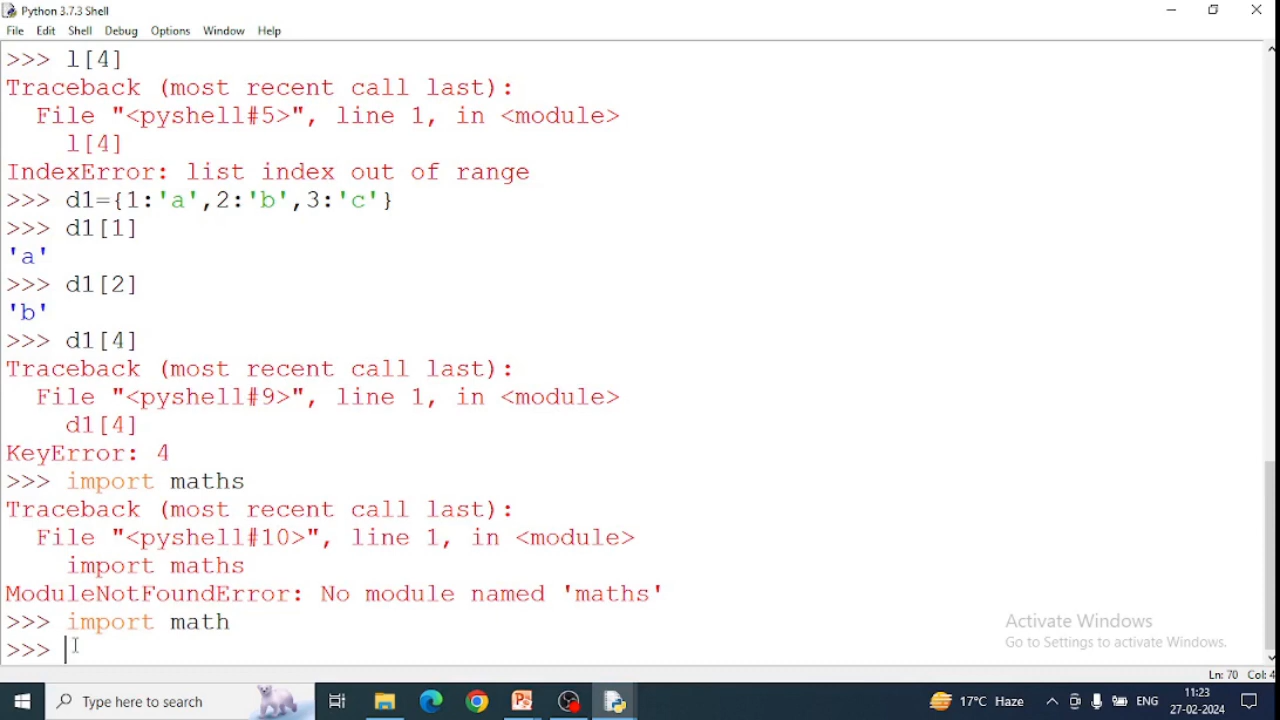 Python 3.7.3 Shell
File Edit Shell Debug Options Window Help
>>> l[4]
Traceback (most recent call last):
  File "<pyshell#5>", line 1, in <module>
    l[4]
IndexError: list index out of range
>>> d1={1:'a',2:'b',3:'c'}
>>> d1[1]
'a'
>>> d1[2]
'b'
>>> d1[4]
Traceback (most recent call last):
  File "<pyshell#9>", line 1, in <module>
    d1[4]
KeyError: 4
>>> import maths
Traceback (most recent call last):
  File "<pyshell#10>", line 1, in <module>
    import maths
ModuleNotFoundError: No module named 'maths'
>>> import math
>>>
Activate Windows
Go to Settings to activate Windows.
Ln: 70 Col: 4
Type here to search
17°C Haze
ENG
11:23
27-02-2024